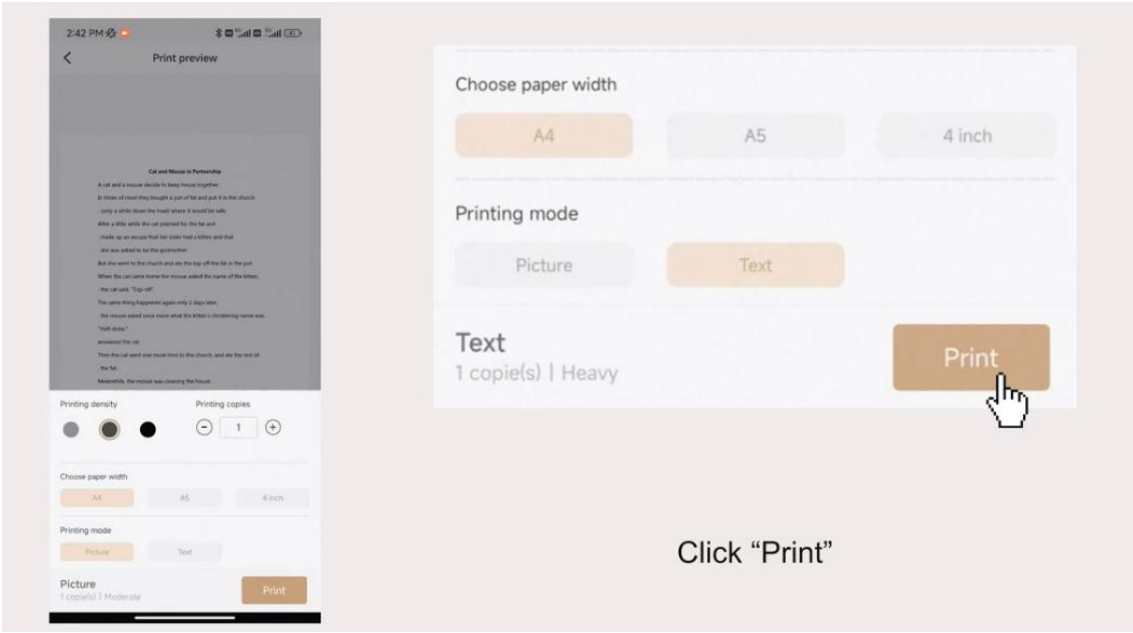 2:42 PM
Print preview
Cat and Mouse in Partnership
A cat and a mouse decide to keep house together.
In times of need they bought a pot of fat and put it in the church
, (only a while down the road) where it would be safe.
After a little while the cat yearned for the fat and
, made up an excuse that her sister had a kitten and that
, she was asked to be the godmother.
But she went to the church and ate the top off the fat in the pot.
When the cat came home the mouse asked the name of the kitten,
, the cat said, "Top-off".
The same thing happened again only 2 days later,
, the mouse asked once more what the kitten's christening name was.
"Half-done."
answered the cat.
Then the cat went one more time to the church, and ate the rest of
, the fat.
Meanwhile, the mouse was cleaning the house
Printing density
Printing copies
1
Choose paper width
A4
A5
4 inch
Printing mode
Picture
Text
Picture
1 copie(s) | Moderate
Print
Choose paper width
A4
A5
4 inch
Printing mode
Picture
Text
Text
1 copie(s) | Heavy
Print
Click “Print”